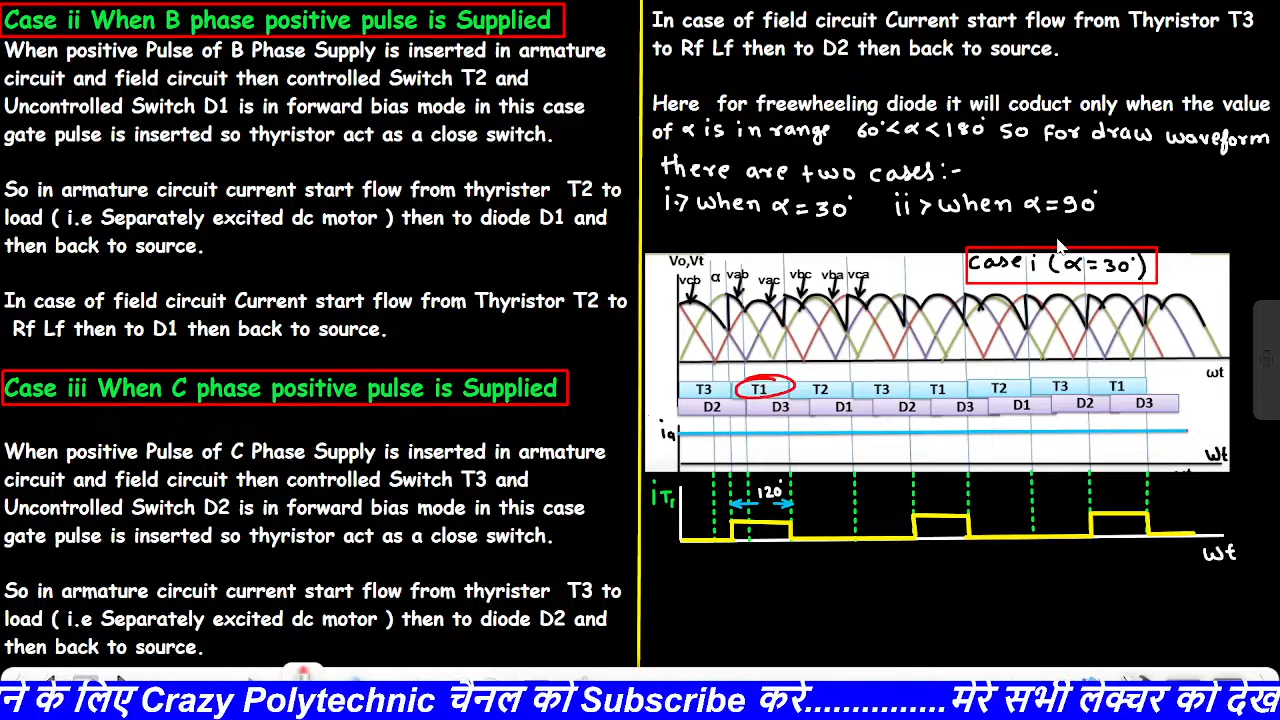 Case ii When B phase positive pulse is Supplied
When positive Pulse of B Phase Supply is inserted in armature
circuit and field circuit then controlled Switch T2 and
Uncontrolled Switch D1 is in forward bias mode in this case
gate pulse is inserted so thyristor act as a close switch.
So in armature circuit current start flow from thyrister T2 to
load ( i.e Separately excited dc motor ) then to diode D1 and
then back to source.
In case of field circuit Current start flow from Thyristor T2 to
Rf Lf then to D1 then back to source.
Case iii When C phase positive pulse is Supplied
When positive Pulse of C Phase Supply is inserted in armature
circuit and field circuit then controlled Switch T3 and
Uncontrolled Switch D2 is in forward bias mode in this case
gate pulse is inserted so thyristor act as a close switch.
So in armature circuit current start flow from thyrister T3 to
load ( i.e Separately excited dc motor ) then to diode D2 and
then back to source.
In case of field circuit Current start flow from Thyristor T3
to Rf Lf then to D2 then back to source.
Here for freewheeling diode it will coduct only when the value
of α is in range 60°<α<180° so for draw waveform
there are two cases:-
i> when α=30° ii> when α=90°
case i (α=30°)
Vo,Vt
vcb α vab vac vbc vba vca
ωt
T3 T1 T2 T3 T1 T2 T3 T1
D2 D3 D1 D2 D3 D1 D2 D3
ia
Wt
iT1
120°
Wt
ने के लिए Crazy Polytechnic चैनल को Subscribe करे...............मेरे सभी लेक्चर को देख